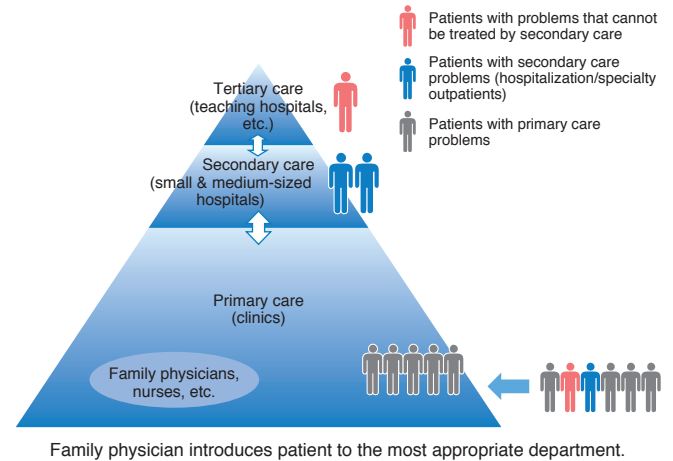 Patients with problems that cannot
be treated by secondary care
Patients with secondary care
problems (hospitalization/specialty
outpatients)
Patients with primary care
problems
Tertiary care
(teaching hospitals,
etc.)
Secondary care
(small & medium-sized
hospitals)
Primary care
(clinics)
Family physicians,
nurses, etc.
Family physician introduces patient to the most appropriate department.